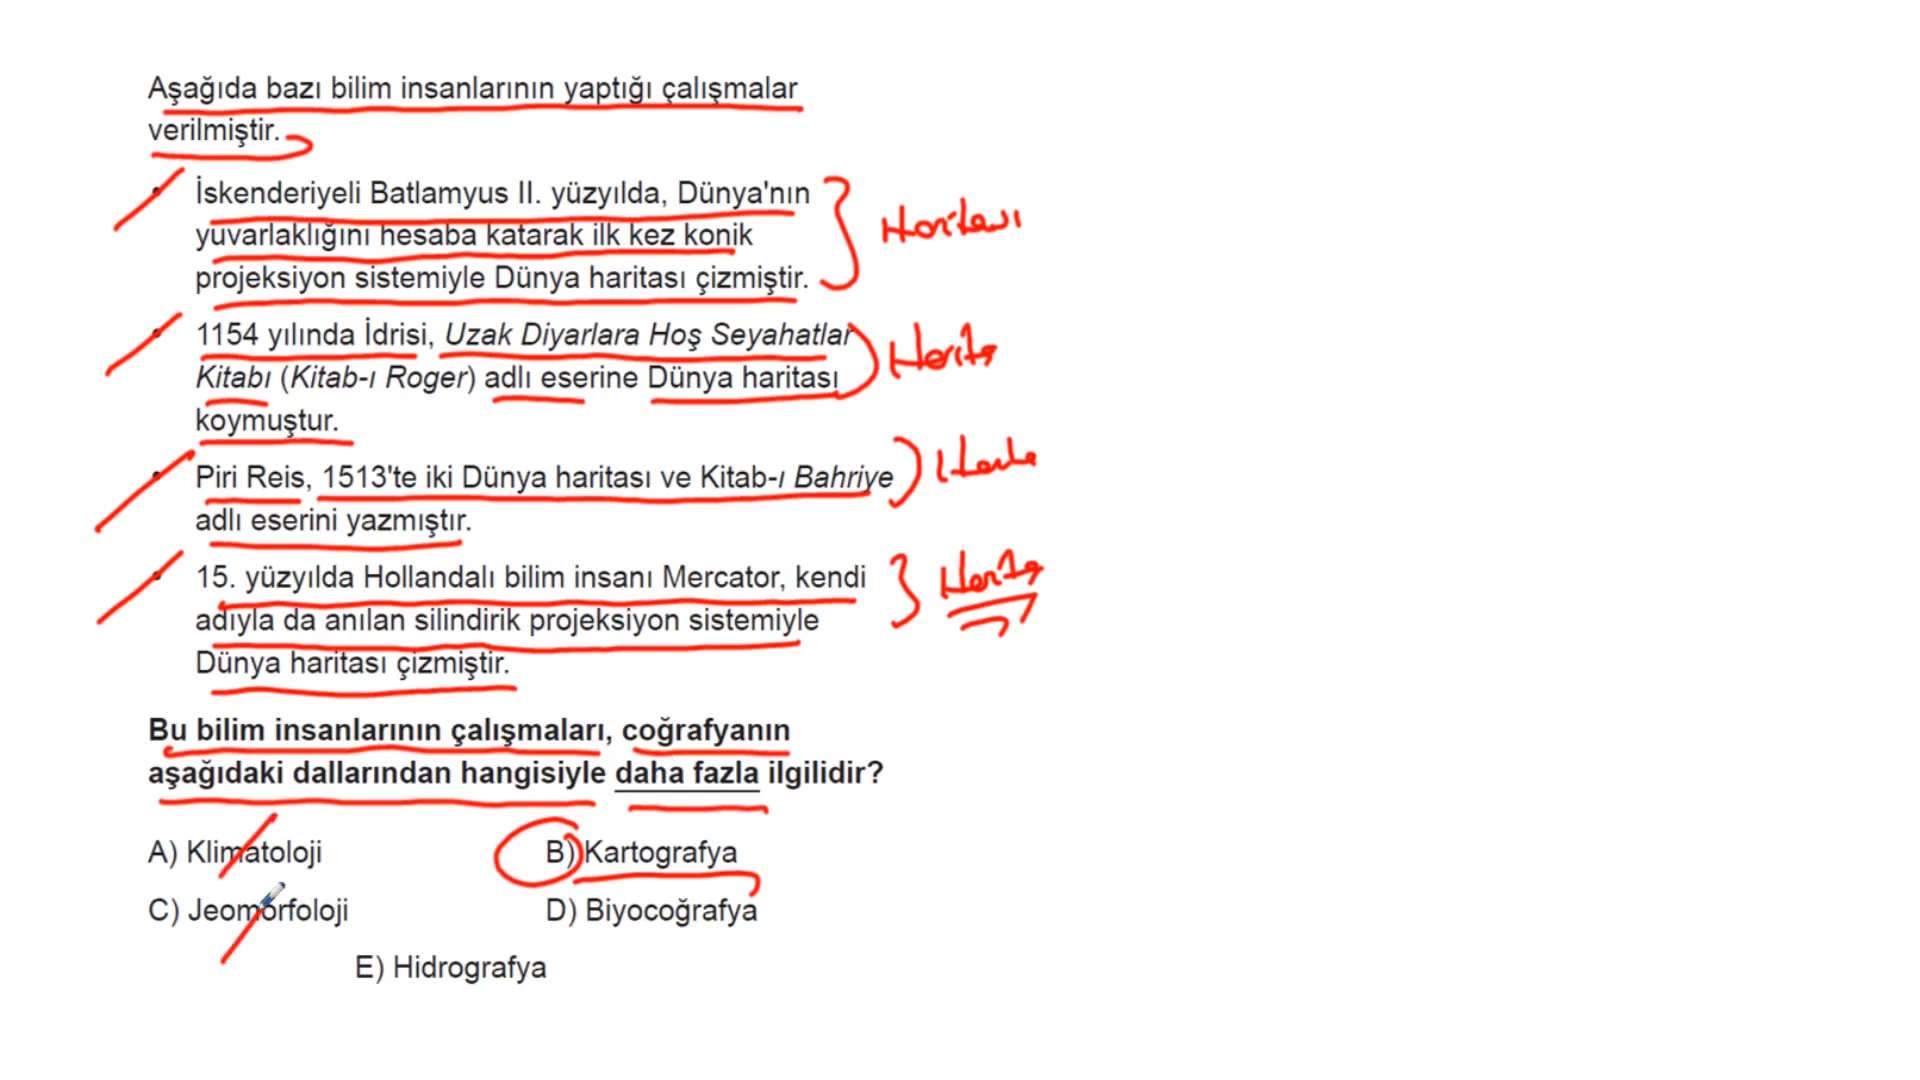 Aşağıda bazı bilim insanlarının yaptığı çalışmalar
verilmiştir.
• İskenderiyeli Batlamyus II. yüzyılda, Dünya'nın
yuvarlaklığını hesaba katarak ilk kez konik
projeksiyon sistemiyle Dünya haritası çizmiştir.
Haritası
• 1154 yılında İdrisi, Uzak Diyarlara Hoş Seyahatlar
Kitabı (Kitab-ı Roger) adlı eserine Dünya haritası
koymuştur.
Harita
• Piri Reis, 1513'te iki Dünya haritası ve Kitab-ı Bahriye
adlı eserini yazmıştır.
• 15. yüzyılda Hollandalı bilim insanı Mercator, kendi
adıyla da anılan silindirik projeksiyon sistemiyle
Dünya haritası çizmiştir.
Harita
Bu bilim insanlarının çalışmaları, coğrafyanın
aşağıdaki dallarından hangisiyle daha fazla ilgilidir?
A) Klimatoloji B) Kartografya
C) Jeomorfoloji D) Biyocoğrafya
E) Hidrografya